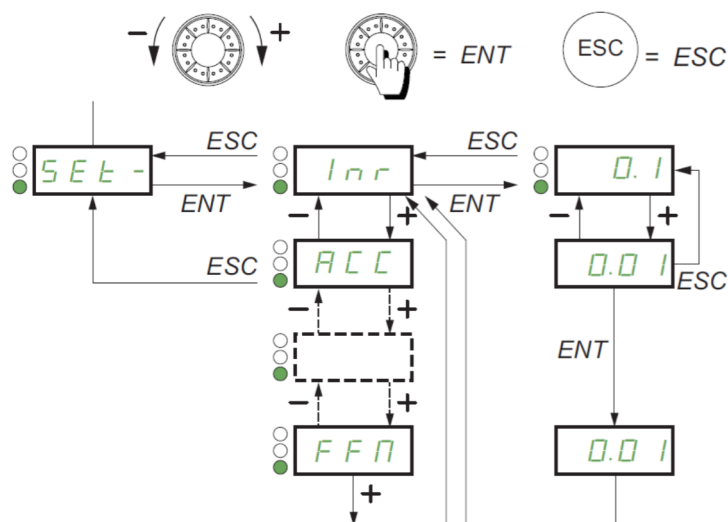 - + = ENT ESC = ESC
ESC ESC
SEt - Inr 0.1
ENT - + ENT - +
ESC ACC 0.01
ESC
- + ENT
- +
FFM 0.01
+